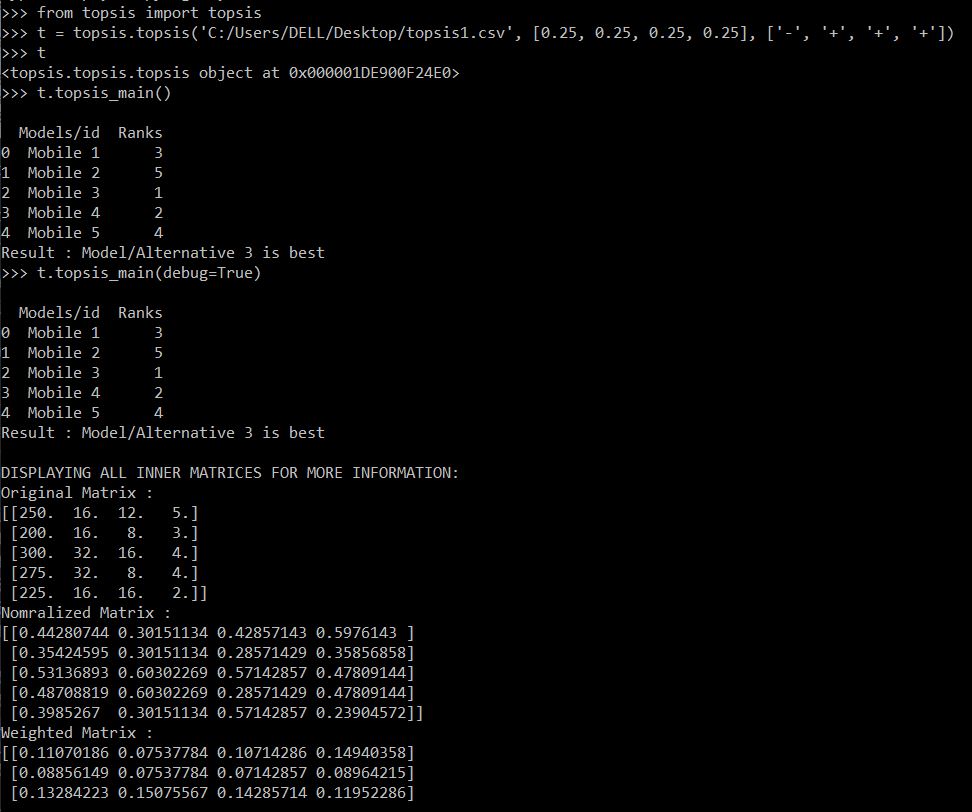 >>> from topsis import topsis
>>> t = topsis.topsis('C:/Users/DELL/Desktop/topsis1.csv', [0.25, 0.25, 0.25, 0.25], ['-', '+', '+', '+'])
>>> t
<topsis.topsis.topsis object at 0x000001DE900F24E0>
>>> t.topsis_main()
Models/id  Ranks
0  Mobile 1      3
1  Mobile 2      5
2  Mobile 3      1
3  Mobile 4      2
4  Mobile 5      4
Result : Model/Alternative 3 is best
>>> t.topsis_main(debug=True)
Models/id  Ranks
0  Mobile 1      3
1  Mobile 2      5
2  Mobile 3      1
3  Mobile 4      2
4  Mobile 5      4
Result : Model/Alternative 3 is best
DISPLAYING ALL INNER MATRICES FOR MORE INFORMATION:
Original Matrix :
[[250.  16.  12.   5.]
 [200.  16.   8.   3.]
 [300.  32.  16.   4.]
 [275.  32.   8.   4.]
 [225.  16.  16.   2.]]
Nomralized Matrix :
[[0.44280744 0.30151134 0.42857143 0.5976143 ]
 [0.35424595 0.30151134 0.28571429 0.35856858]
 [0.53136893 0.60302269 0.57142857 0.47809144]
 [0.48708819 0.60302269 0.28571429 0.47809144]
 [0.3985267  0.30151134 0.57142857 0.23904572]]
Weighted Matrix :
[[0.11070186 0.07537784 0.10714286 0.14940358]
 [0.08856149 0.07537784 0.07142857 0.08964215]
 [0.13284223 0.15075567 0.14285714 0.11952286]